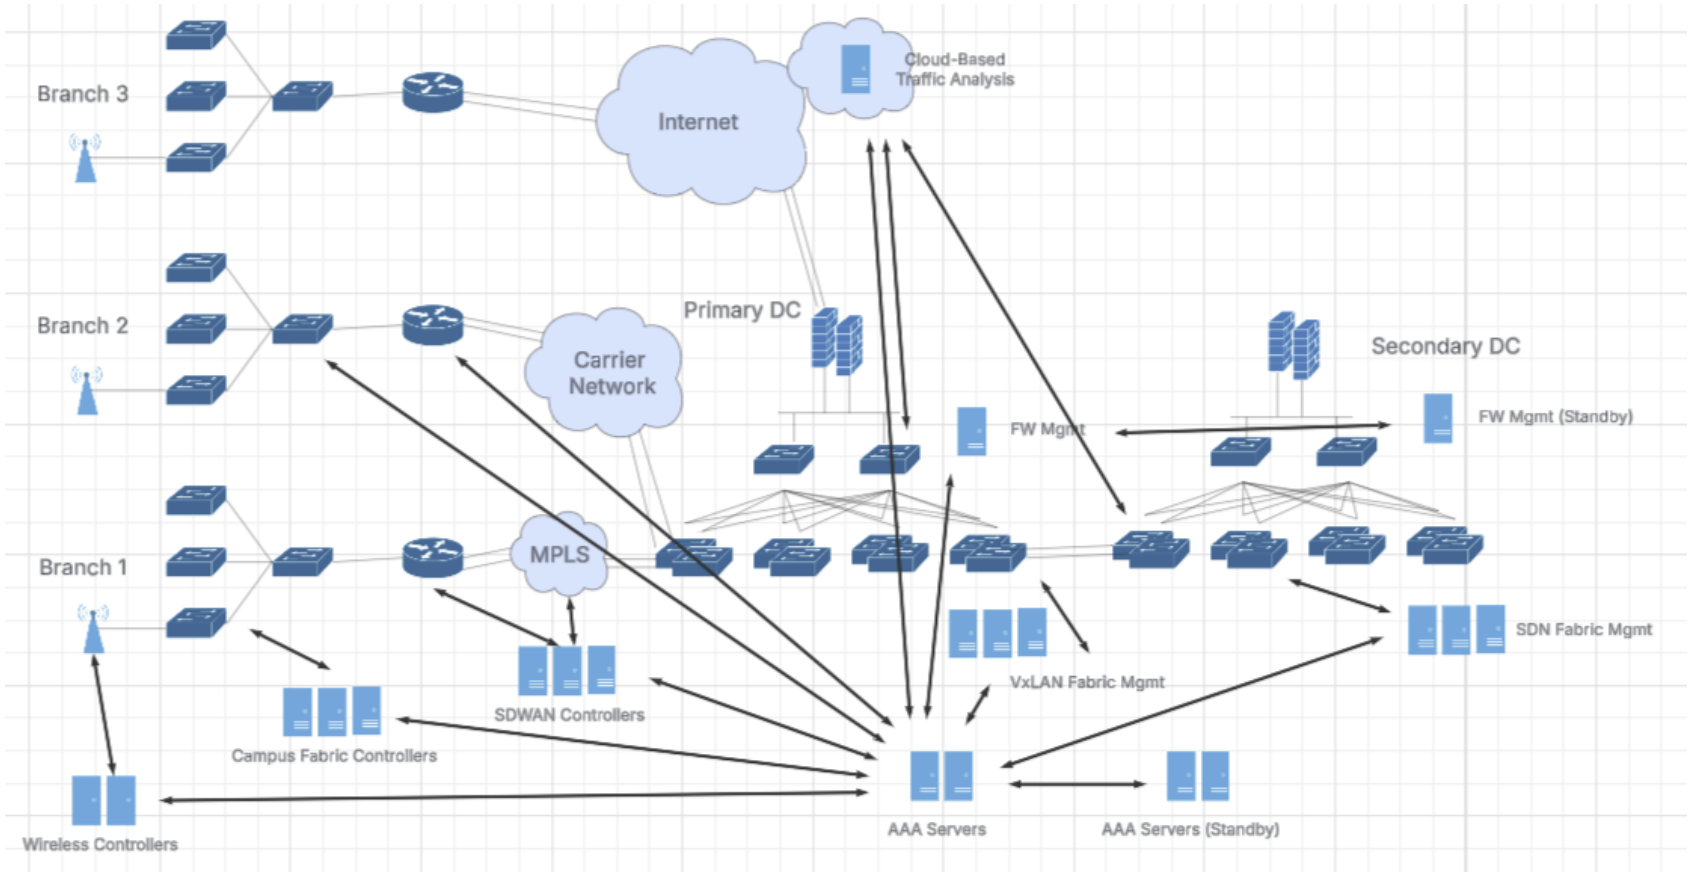 Cloud-Based
Traffic Analysis
Branch 3
Internet
Primary DC
Branch 2
Secondary DC
Carrier
Network
FW Mgmt
FW Mgmt (Standby)
MPLS
Branch 1
SDN Fabric Mgmt
VxLAN Fabric Mgmt
SDWAN Controllers
Campus Fabric Controllers
AAA Servers
AAA Servers (Standby)
Wireless Controllers